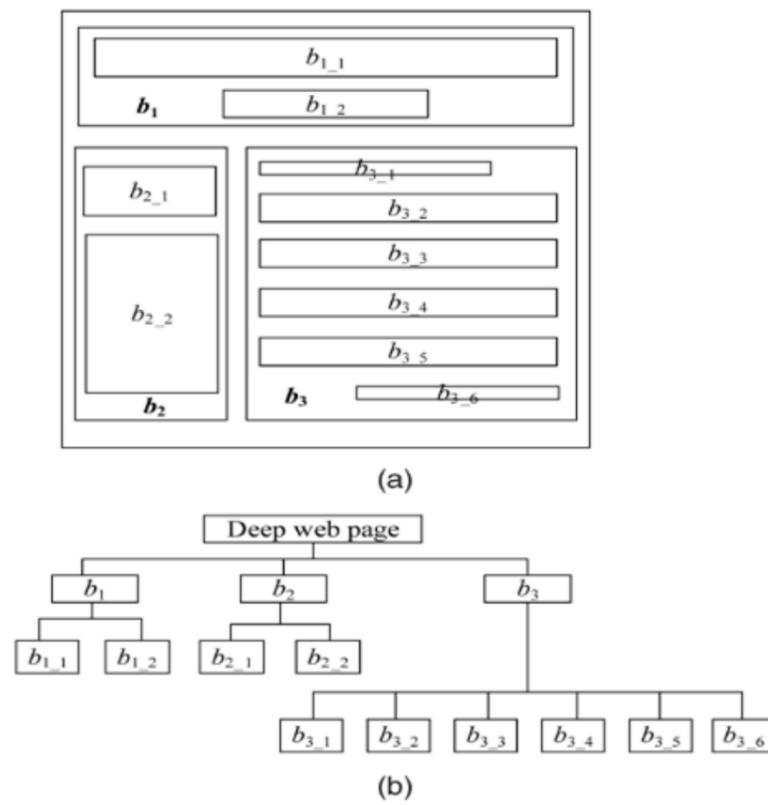 b1_1
b1
b1_2
b2_1
b2_2
b2
b3_1
b3_2
b3_3
b3_4
b3_5
b3
b3_6
(a)
Deep web page
b1 b2 b3
b1_1 b1_2 b2_1 b2_2
b3_1 b3_2 b3_3 b3_4 b3_5 b3_6
(b)